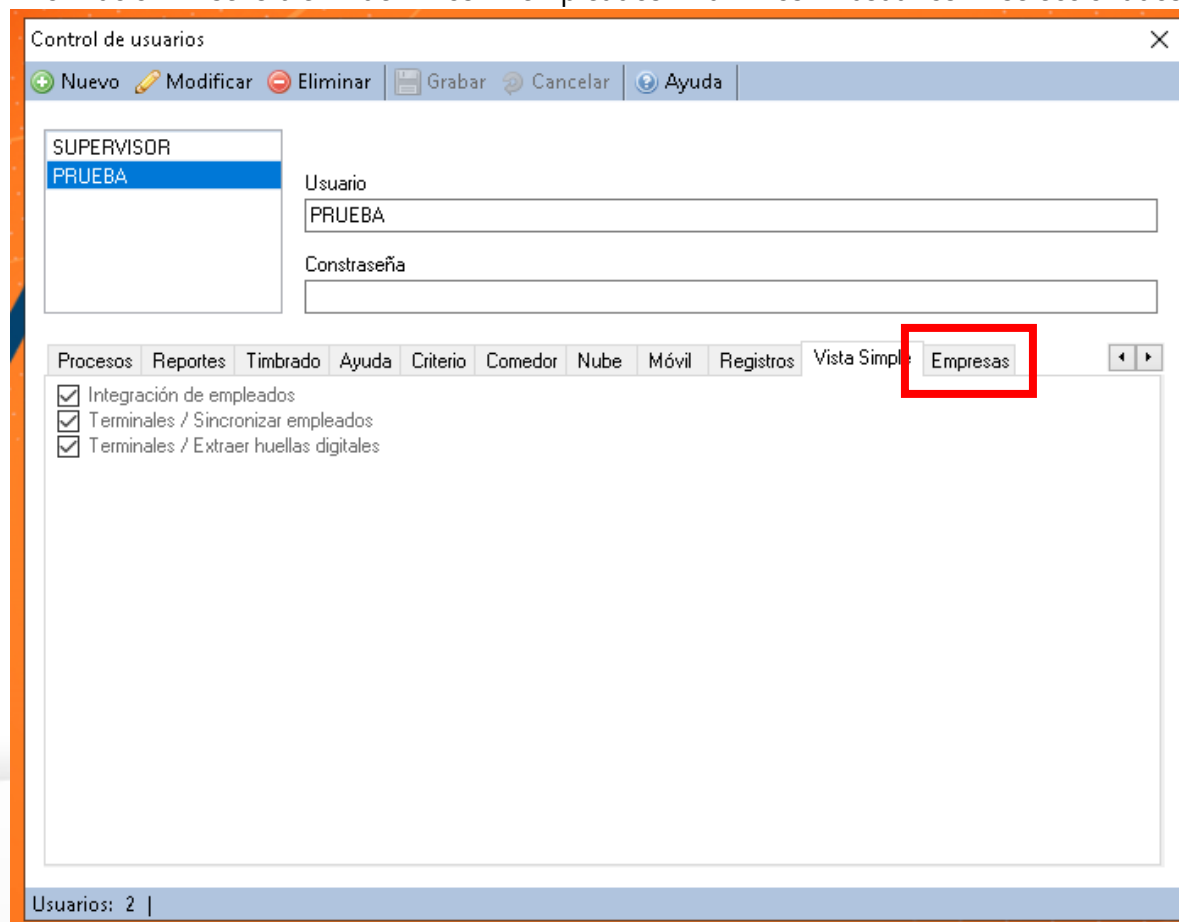 Control de usuarios
Nuevo Modificar Eliminar Grabar Cancelar Ayuda
SUPERVISOR
PRUEBA
Usuario
PRUEBA
Constraseña
Procesos Reportes Timbrado Ayuda Criterio Comedor Nube Móvil Registros Vista Simple Empresas
Integración de empleados
Terminales / Sincronizar empleados
Terminales / Extraer huellas digitales
Usuarios: 2 |